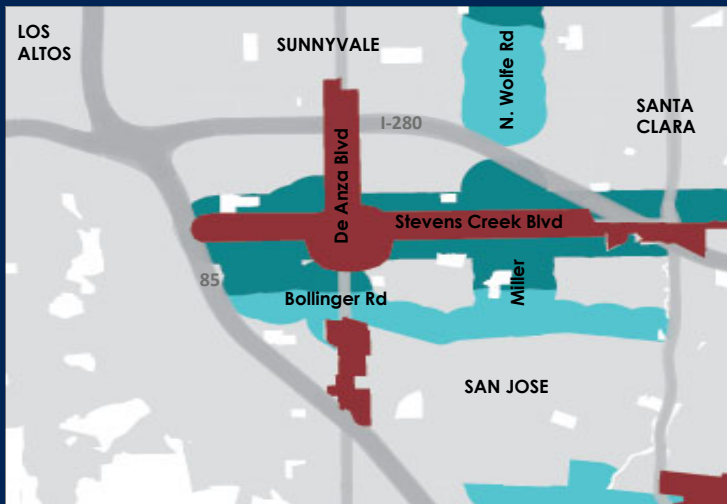 LOS
ALTOS
SUNNYVALE
N. Wolfe Rd
SANTA
CLARA
I-280
De Anza Blvd
Stevens Creek Blvd
85
Bollinger Rd
Miller
SAN JOSE